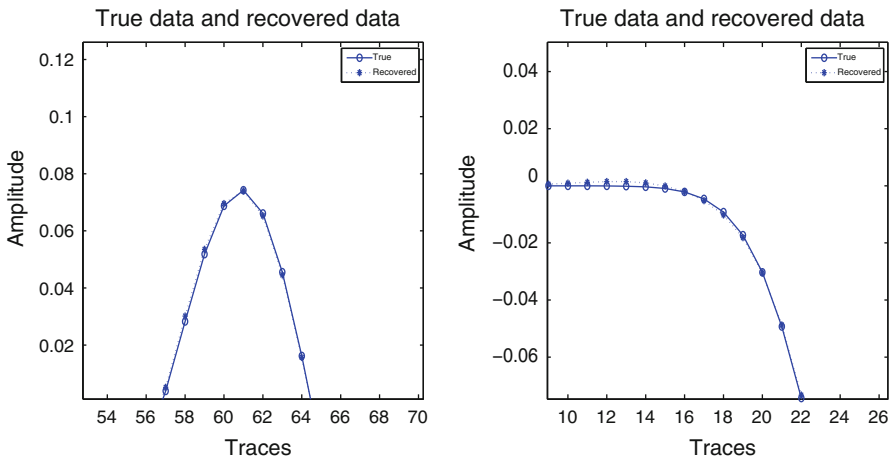 True data and recovered data
True
Recovered
0.12
0.1
0.08
0.06
0.04
0.02
Amplitude
54 56 58 60 62 64 66 68 70
Traces
True data and recovered data
True
Recovered
0.04
0.02
0
−0.02
−0.04
−0.06
Amplitude
10 12 14 16 18 20 22 24 26
Traces